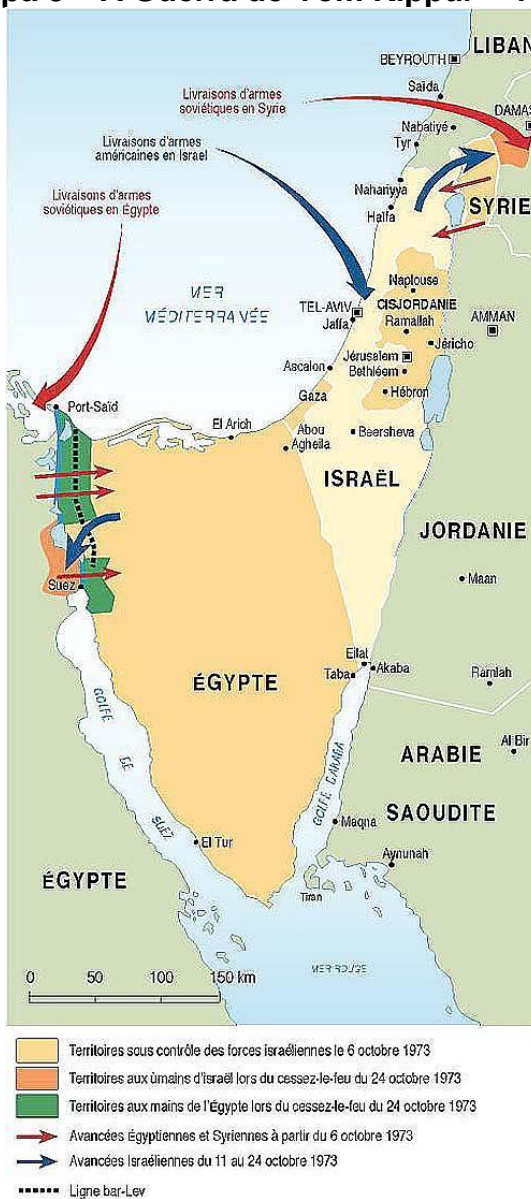 A Guerra de Yom Kippur
LIBAN
BEYROUTH
Saïda
Livraisons d'armes
soviétiques en Syrie
DAMAS
Nabatiyé
Tyr
Livraisons d'armes
américaines en Israel
Nahariyya
Haïfa
SYRIE
Livraisons d'armes
soviétiques en Égypte
MER
MÉDITERRANÉE
Naplouse
TEL-AVIV
CISJORDANIE
Jaffa
Ramallah
AMMAN
Jéricho
Jérusalem
Bethléem
Ascalon
Hébron
Gaza
Port-Saïd
El Arich
Abou
Agheila
Beersheva
ISRAËL
JORDANIE
Suez
Maan
Eilat
Taba
Akaba
Ramlah
ÉGYPTE
GOLFE DE SUEZ
GOLFE D'AKABA
ARABIE
SAOUDITE
Al Bir
Maqna
El Tur
Aynunah
ÉGYPTE
Tiran
MER ROUGE
0 50 150 km
Territoires sous contrôle des forces israéliennes le 6 octobre 1973
Territoires aux ùmains d'israël lors du cessez-le-feu du 24 octobre 1973
Territoires aux mains de l'Égypte lors du cessez-le-feu du 24 octobre 1973
Avancées Égyptiennes et Syriennes à partir du 6 octobre 1973
Avancées Israéliennes du 11 au 24 octobre 1973
Ligne bar-Lev